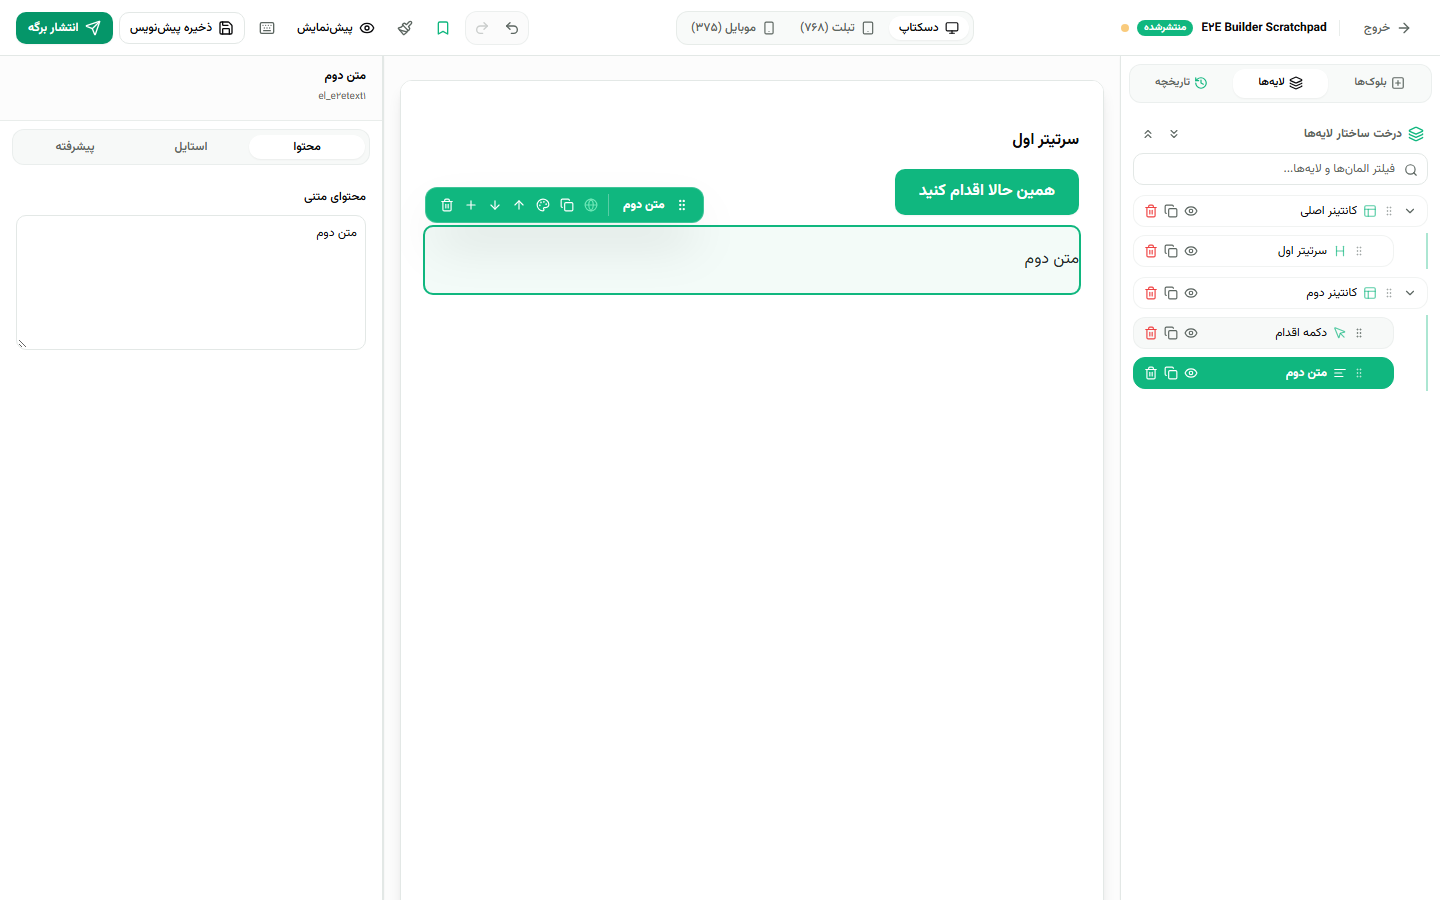 خروج
E۲E Builder Scratchpad
منتشرشده
دسکتاپ
تبلت (۷۶۸)
موبایل (۳۷۵)
پیش‌نمایش
ذخیره پیش‌نویس
انتشار برگه
بلوک‌ها
لایه‌ها
تاریخچه
درخت ساختار لایه‌ها
فیلتر المان‌ها و لایه‌ها...
کانتینر اصلی
سرتیتر اول
کانتینر دوم
دکمه اقدام
متن دوم
سرتیتر اول
همین حالا اقدام کنید
متن دوم
متن دوم
متن دوم
el_e۲etext۱
محتوا
استایل
پیشرفته
محتوای متنی
متن دوم